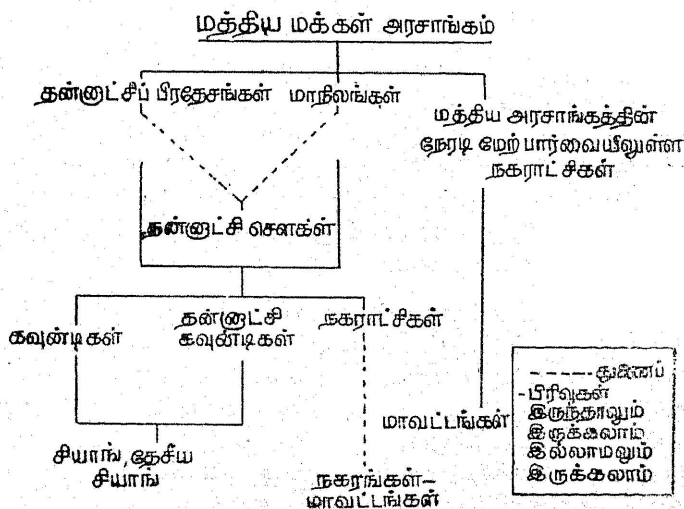 மத்திய மக்கள் அரசாங்கம்
தன்னாட்சிப் பிரதேசங்கள்
மாநிலங்கள்
மத்திய அரசாங்கத்தின்
நேரடி மேற்பார்வையிலுள்ள
நகராட்சிகள்
தன்னாட்சி சௌக்ள்
கவுண்டிகள்
தன்னாட்சி
கவுண்டிகள்
நகராட்சிகள்
மாவட்டங்கள்
சியாங், தேசீய
சியாங்
நகரங்கள்–
மாவட்டங்கள்
------- துணைப்
-பிரிவுகள்
இருந்தாலும்
இருக்கலாம்
இல்லாமலும்
இருக்கலாம்